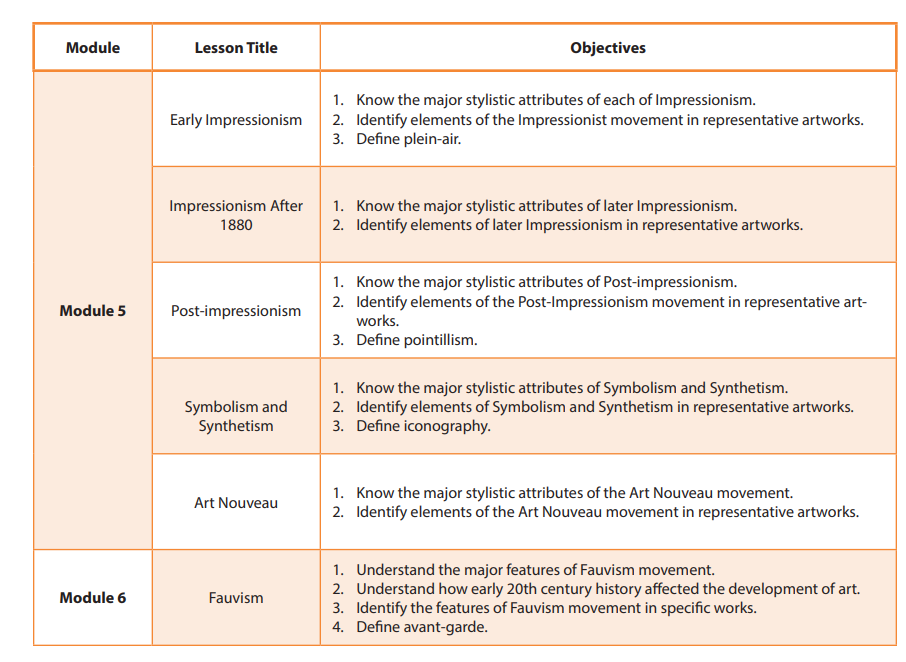 Module
Lesson Title
Objectives
Module 5
Early Impressionism
1. Know the major stylistic attributes of each of Impressionism.
2. Identify elements of the Impressionist movement in representative artworks.
3. Define plein-air.
Impressionism After
1880
1. Know the major stylistic attributes of later Impressionism.
2. Identify elements of later Impressionism in representative artworks.
Post-impressionism
1. Know the major stylistic attributes of Post-impressionism.
2. Identify elements of the Post-Impressionism movement in representative art-
works.
3. Define pointillism.
Symbolism and
Synthetism
1. Know the major stylistic attributes of Symbolism and Synthetism.
2. Identify elements of Symbolism and Synthetism in representative artworks.
3. Define iconography.
Art Nouveau
1. Know the major stylistic attributes of the Art Nouveau movement.
2. Identify elements of the Art Nouveau movement in representative artworks.
Module 6
Fauvism
1. Understand the major features of Fauvism movement.
2. Understand how early 20th century history affected the development of art.
3. Identify the features of Fauvism movement in specific works.
4. Define avant-garde.